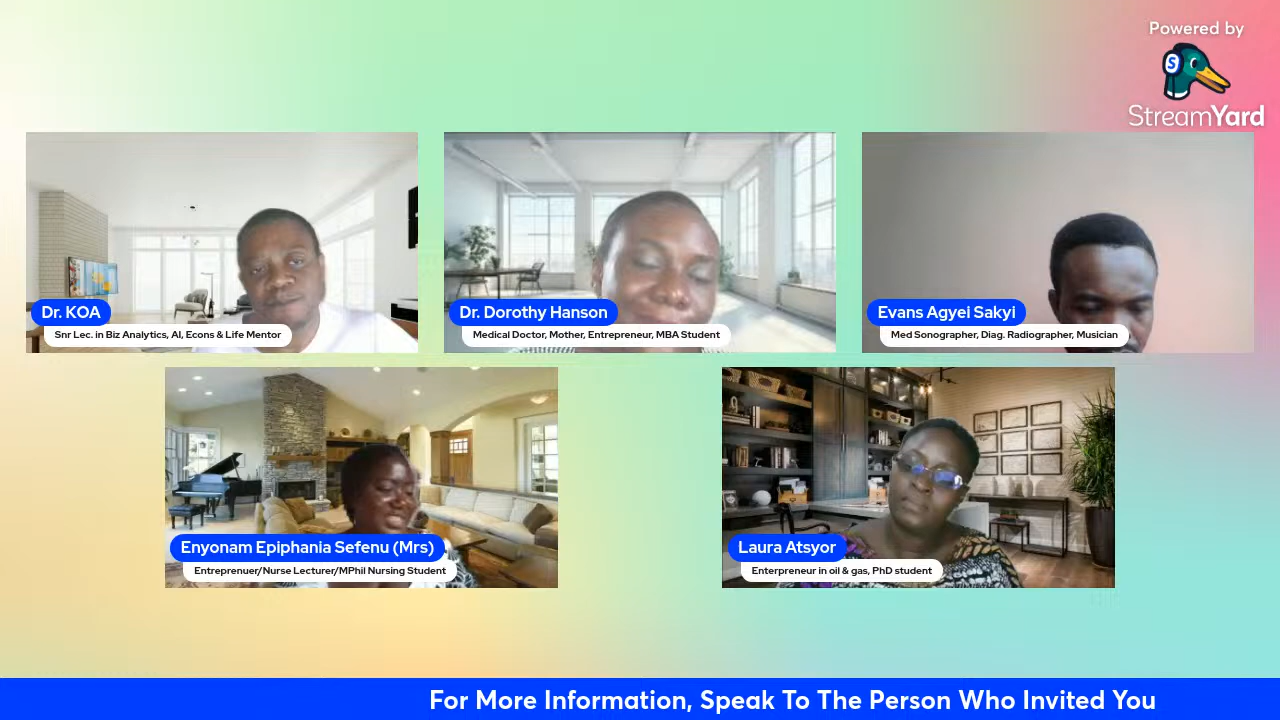 Powered by
S
StreamYard
Dr. KOA
Snr Lec. in Biz Analytics, AI, Econs & Life Mentor
Dr. Dorothy Hanson
Medical Doctor, Mother, Entrepreneur, MBA Student
Evans Agyei Sakyi
Med Sonographer, Diag. Radiographer, Musician
Enyonam Epiphania Sefenu (Mrs)
Entreprenuer/Nurse Lecturer/MPhil Nursing Student
Laura Atsyor
Enterpreneur in oil & gas, PhD student
For More Information, Speak To The Person Who Invited You